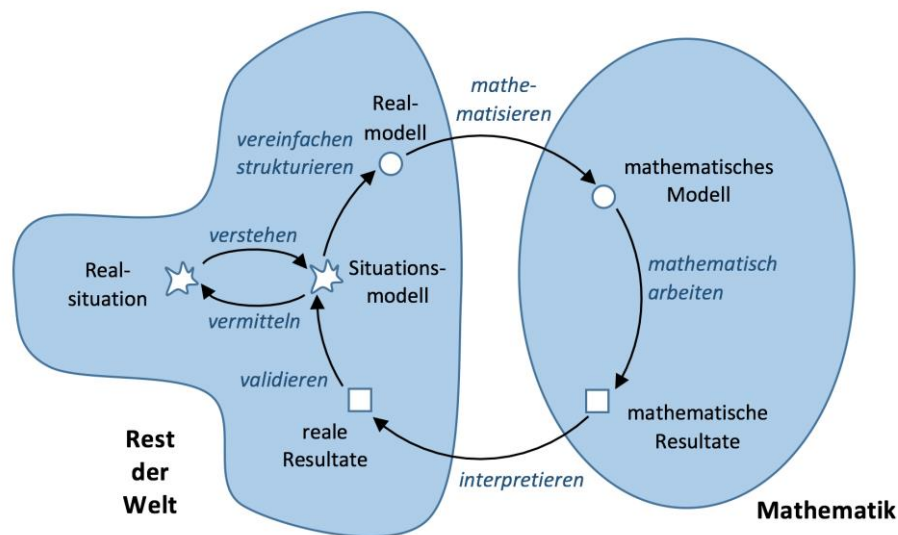 Real-
modell
mathe-
matisieren
vereinfachen
strukturieren
mathematisches
Modell
verstehen
Real-
situation
Situations-
modell
mathematisch
arbeiten
vermitteln
validieren
reale
Resultate
mathematische
Resultate
interpretieren
Rest
der
Welt
Mathematik